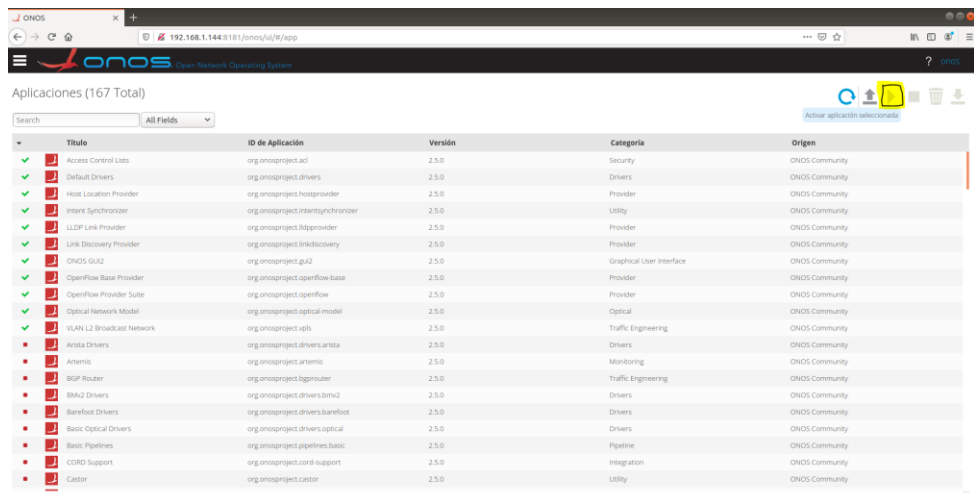 ONOS
192.168.1.144:8181/onos/ui/#/app
onos Open Network Operating System
? onos
Aplicaciones (167 Total)
Search All Fields
Activar aplicación seleccionada
Título ID de Aplicación Versión Categoría Origen
Access Control Lists org.onosproject.acl 2.5.0 Security ONOS Community
Default Drivers org.onosproject.drivers 2.5.0 Drivers ONOS Community
Host Location Provider org.onosproject.hostprovider 2.5.0 Provider ONOS Community
Intent Synchronizer org.onosproject.intentsynchronizer 2.5.0 Utility ONOS Community
LLDP Link Provider org.onosproject.lldpprovider 2.5.0 Provider ONOS Community
Link Discovery Provider org.onosproject.linkdiscovery 2.5.0 Provider ONOS Community
ONOS GUI2 org.onosproject.gui2 2.5.0 Graphical User Interface ONOS Community
OpenFlow Base Provider org.onosproject.openflow-base 2.5.0 Provider ONOS Community
OpenFlow Provider Suite org.onosproject.openflow 2.5.0 Provider ONOS Community
Optical Network Model org.onosproject.optical-model 2.5.0 Optical ONOS Community
VLAN L2 Broadcast Network org.onosproject.vpls 2.5.0 Traffic Engineering ONOS Community
Arista Drivers org.onosproject.drivers.arista 2.5.0 Drivers ONOS Community
Artemis org.onosproject.artemis 2.5.0 Monitoring ONOS Community
BGP Router org.onosproject.bgprouter 2.5.0 Traffic Engineering ONOS Community
BMv2 Drivers org.onosproject.drivers.bmv2 2.5.0 Drivers ONOS Community
Barefoot Drivers org.onosproject.drivers.barefoot 2.5.0 Drivers ONOS Community
Basic Optical Drivers org.onosproject.drivers.optical 2.5.0 Drivers ONOS Community
Basic Pipelines org.onosproject.pipelines.basic 2.5.0 Pipeline ONOS Community
CORD Support org.onosproject.cord-support 2.5.0 Integration ONOS Community
Castor org.onosproject.castor 2.5.0 Utility ONOS Community